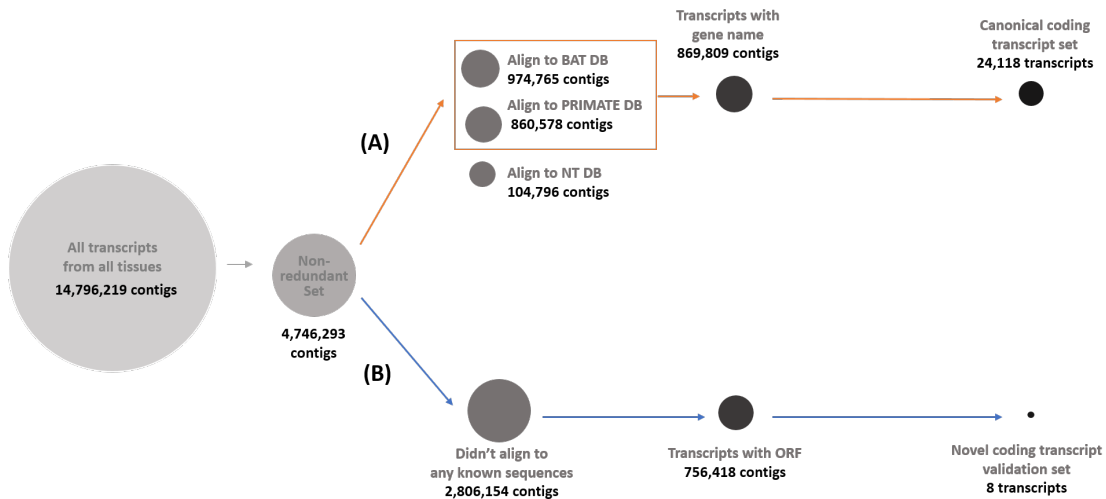 All transcripts
from all tissues
14,796,219 contigs
Non-
redundant
Set
4,746,293
contigs
(A)
Align to BAT DB
974,765 contigs
Align to PRIMATE DB
860,578 contigs
Align to NT DB
104,796 contigs
Transcripts with
gene name
869,809 contigs
Canonical coding
transcript set
24,118 transcripts
(B)
Didn't align to
any known sequences
2,806,154 contigs
Transcripts with ORF
756,418 contigs
Novel coding transcript
validation set
8 transcripts